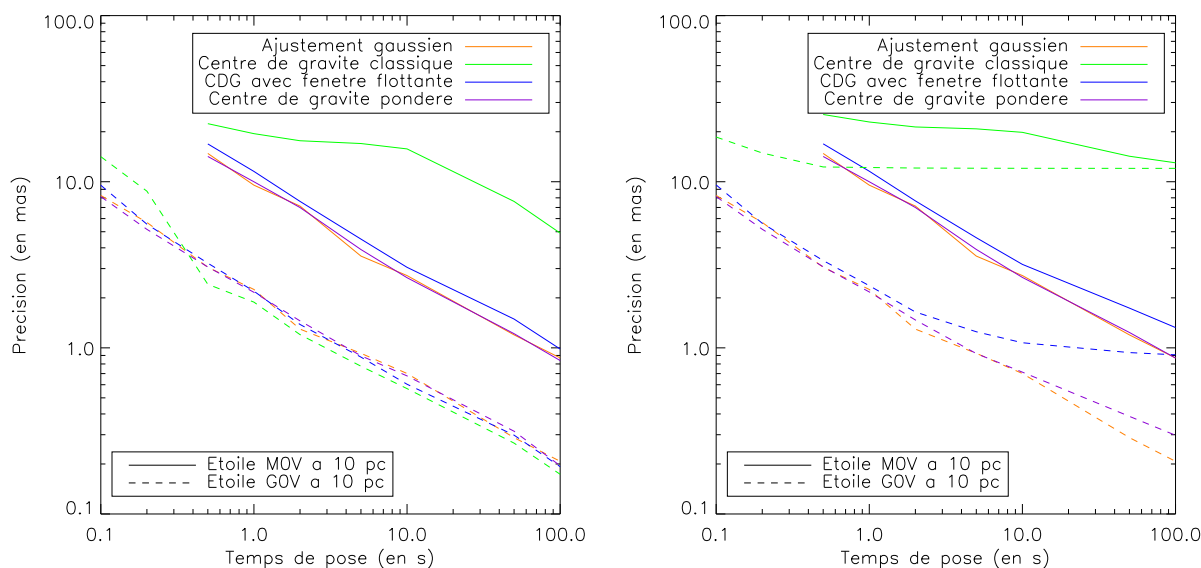 100.0
10.0
1.0
0.1
Precision (en mas)
Ajustement gaussien
Centre de gravite classique
CDG avec fenetre flottante
Centre de gravite pondere
Etoile M0V a 10 pc
Etoile G0V a 10 pc
0.1 1.0 10.0 100.0
Temps de pose (en s)
100.0
10.0
1.0
0.1
Precision (en mas)
Ajustement gaussien
Centre de gravite classique
CDG avec fenetre flottante
Centre de gravite pondere
Etoile M0V a 10 pc
Etoile G0V a 10 pc
0.1 1.0 10.0 100.0
Temps de pose (en s)